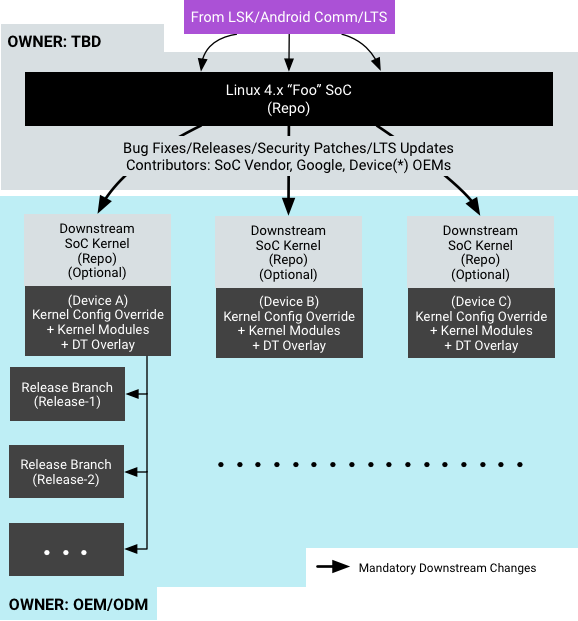 From LSK/Android Comm/LTS
OWNER: TBD
Linux 4.x “Foo” SoC
(Repo)
Bug Fixes/Releases/Security Patches/LTS Updates
Contributors: SoC Vendor, Google, Device(*) OEMs
Downstream
SoC Kernel
(Repo)
(Optional)
(Device A)
Kernel Config Override
+ Kernel Modules
+ DT Overlay
Downstream
SoC Kernel
(Repo)
(Optional)
(Device B)
Kernel Config Override
+ Kernel Modules
+ DT Overlay
Downstream
SoC Kernel
(Repo)
(Optional)
(Device C)
Kernel Config Override
+ Kernel Modules
+ DT Overlay
Release Branch
(Release-1)
Release Branch
(Release-2)
Mandatory Downstream Changes
OWNER: OEM/ODM